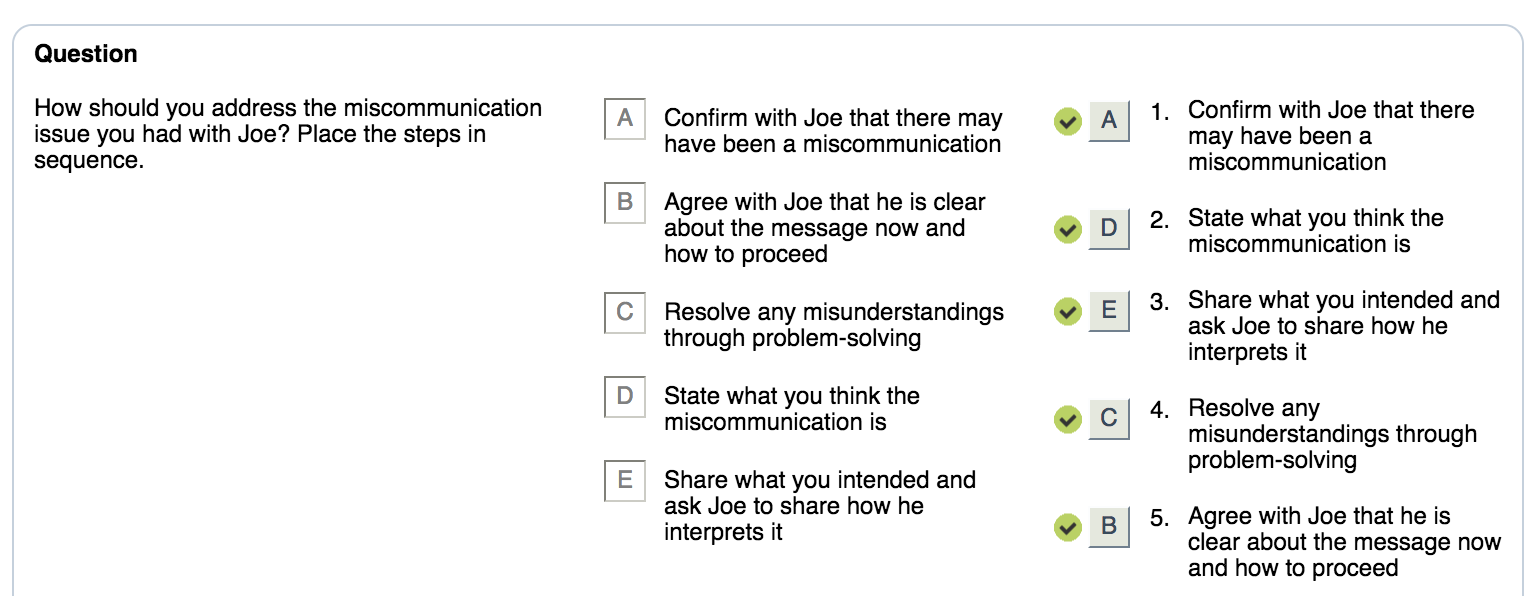 Question
How should you address the miscommunication
issue you had with Joe? Place the steps in
sequence.
A
Confirm with Joe that there may
have been a miscommunication
B
Agree with Joe that he is clear
about the message now and
how to proceed
C
Resolve any misunderstandings
through problem-solving
D
State what you think the
miscommunication is
E
Share what you intended and
ask Joe to share how he
interprets it
A 1. Confirm with Joe that there
may have been a
miscommunication
D 2. State what you think the
miscommunication is
E 3. Share what you intended and
ask Joe to share how he
interprets it
C 4. Resolve any
misunderstandings through
problem-solving
B 5. Agree with Joe that he is
clear about the message now
and how to proceed